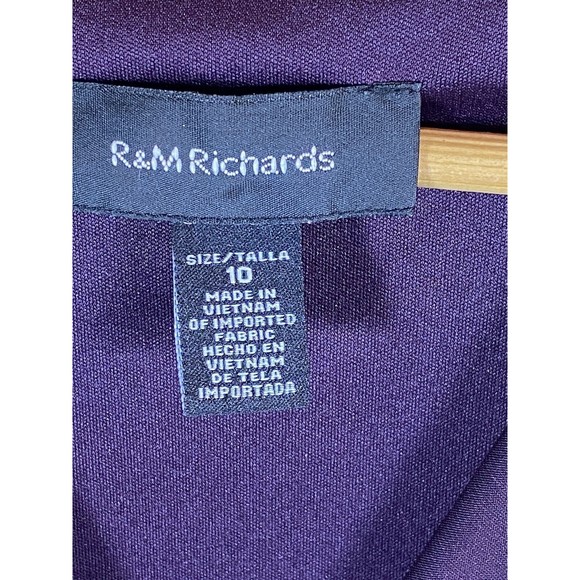 R&M Richards
SIZE/TALLA
10
MADE IN
VIETNAM
OF IMPORTED
FABRIC
HECHO EN
VIETNAM
DE TELA
IMPORTADA